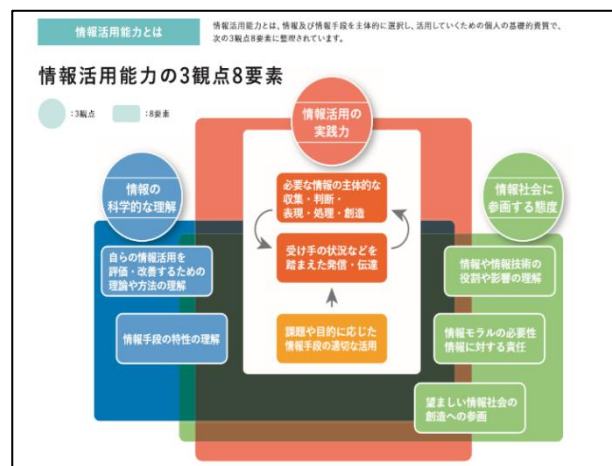 情報活用能力とは
情報活用能力とは、情報及び情報手段を主体的に選択し、活用していくための個人の基礎的資質で、
次の3観点8要素に整理されています。
情報活用能力の3観点8要素
:3観点
:8要素
情報活用の
実践力
必要な情報の主体的な
収集・判断・
表現・処理・創造
受け手の状況などを
踏まえた発信・伝達
課題や目的に応じた
情報手段の適切な活用
情報の
科学的な理解
自らの情報活用を
評価・改善するための
理論や方法の理解
情報手段の特性の理解
情報社会に
参画する態度
情報や情報技術の
役割や影響の理解
情報モラルの必要性
情報に対する責任
望ましい情報社会の
創造への参画